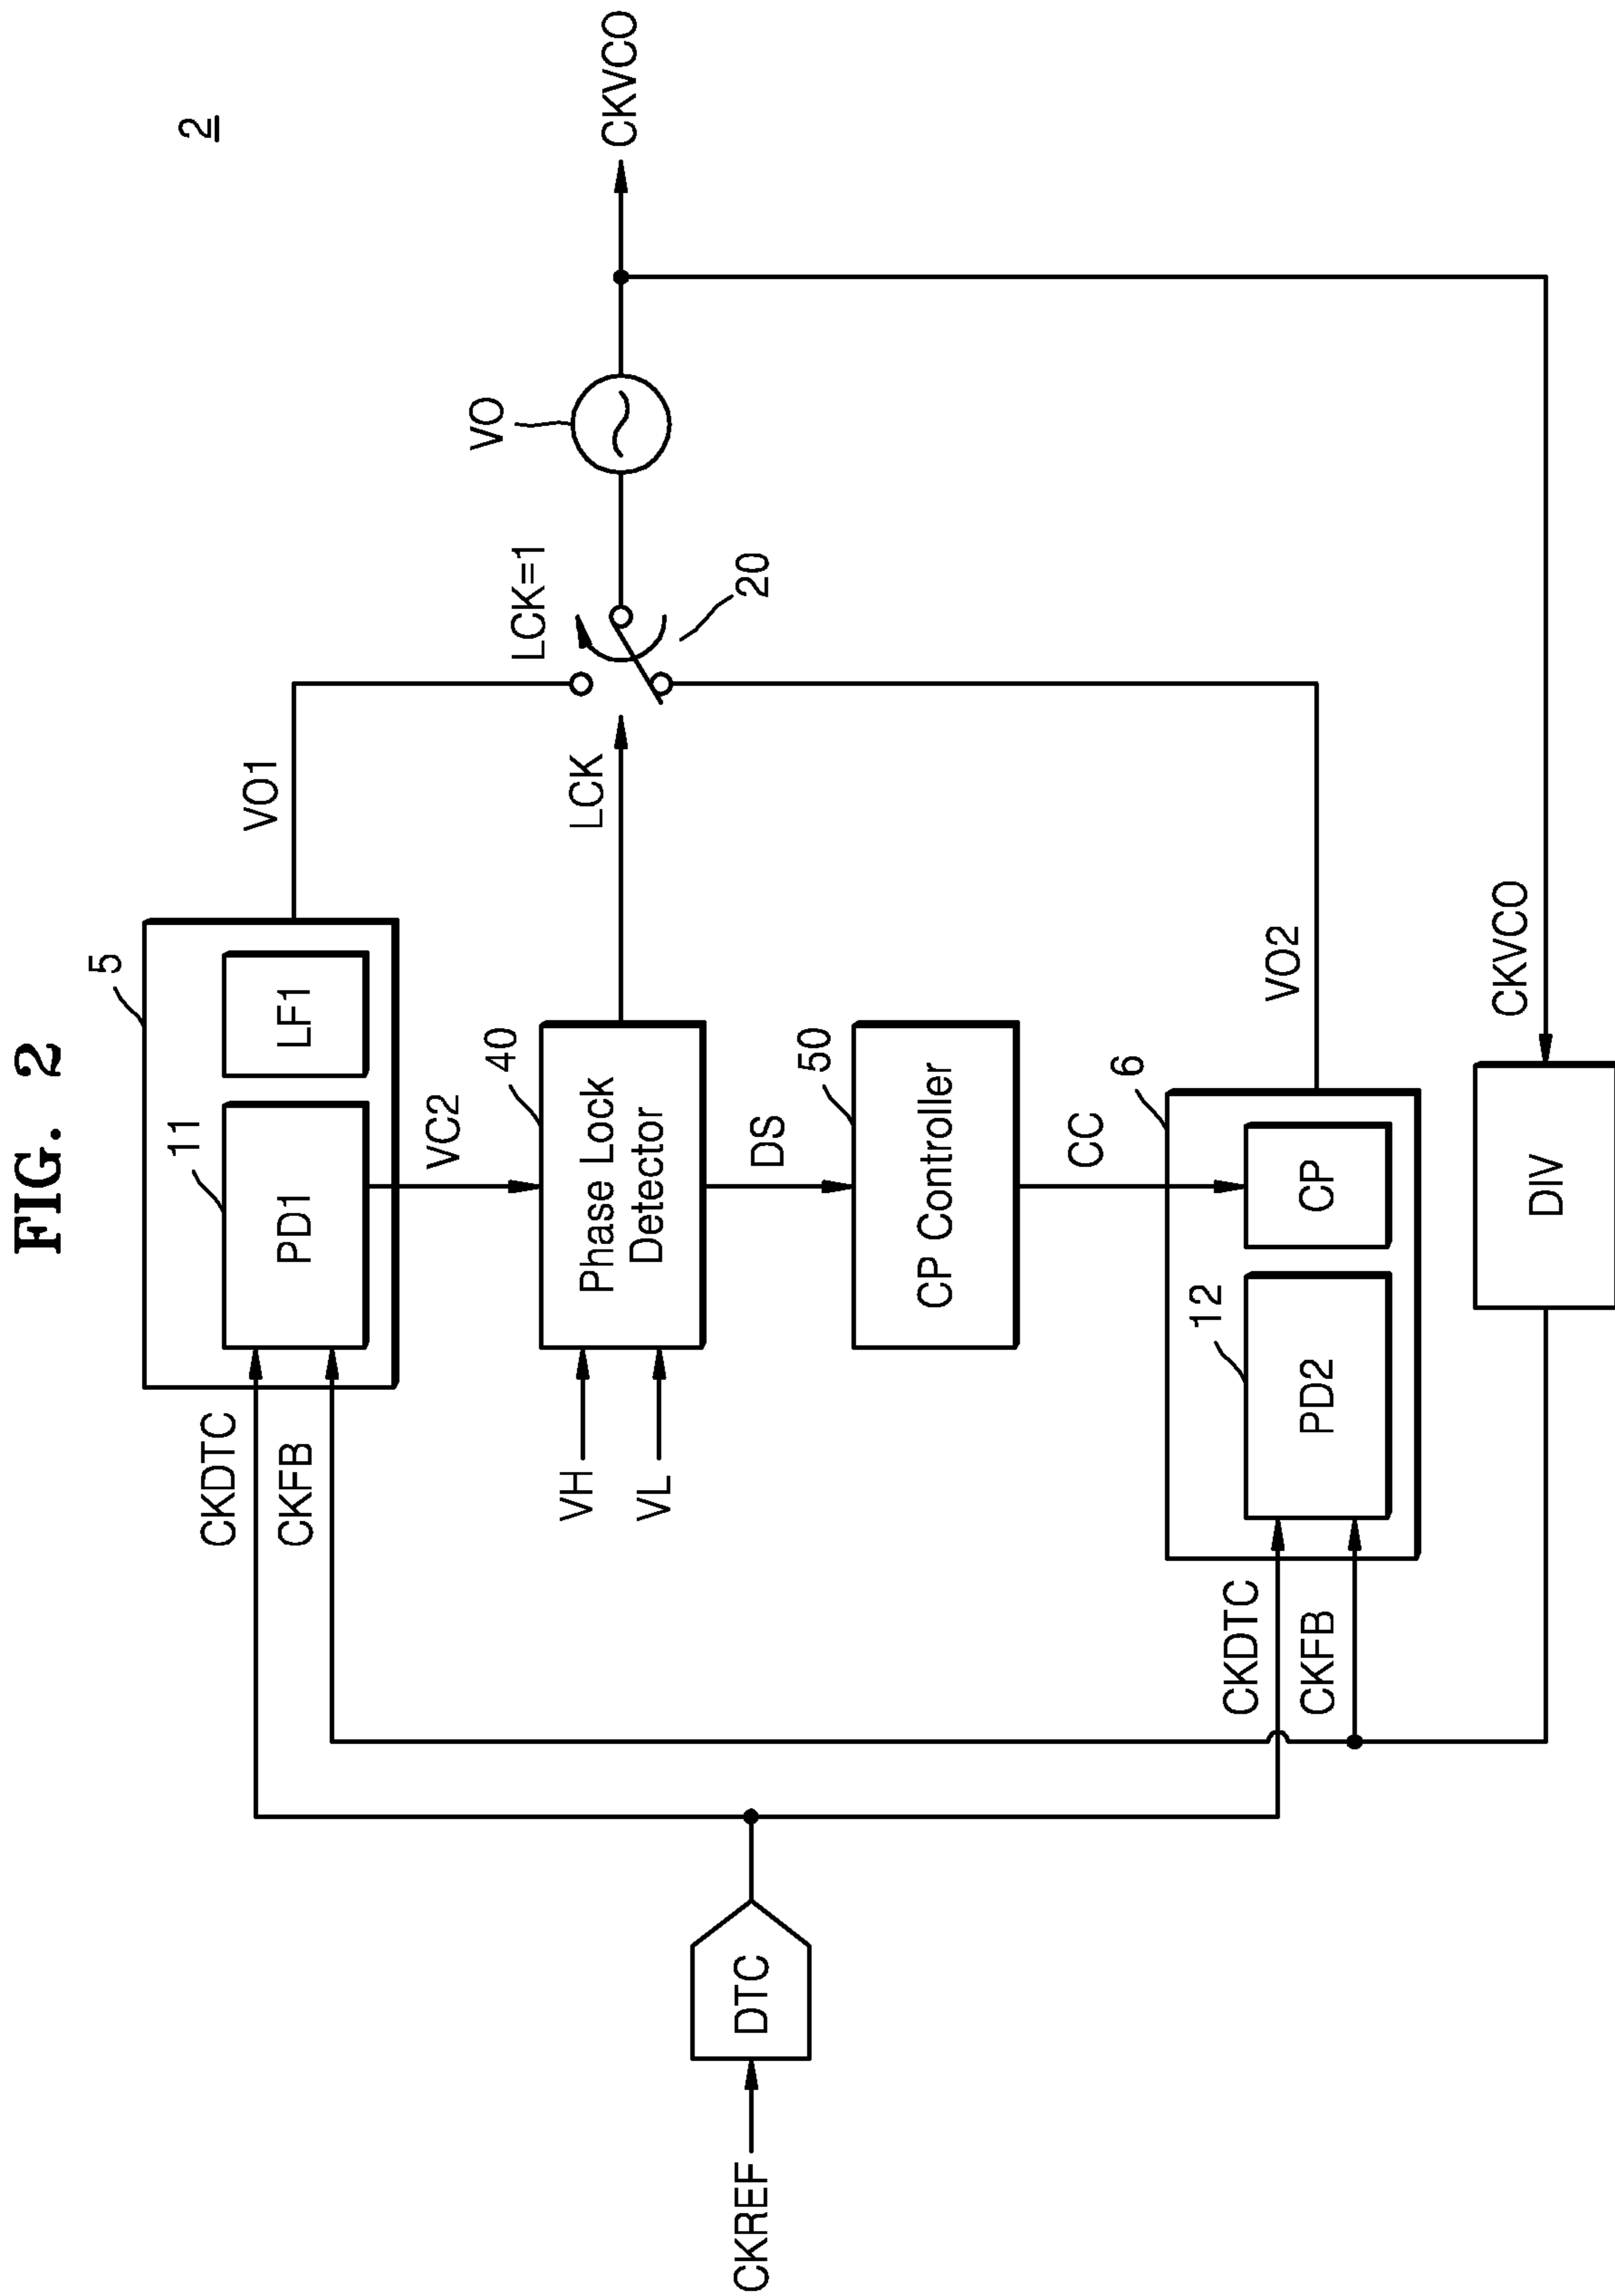 FIG. 2
2
5
11
PD1
LF1
VO1
CKDTC
CKFB
VC2
40
Phase Lock
Detector
VH
VL
LCK
LCK=1
20
VO
CKVCO
DS
50
CP Controller
CC
6
12
PD2
CP
VO2
CKDTC
CKFB
CKREF
DTC
DIV
CKVCO